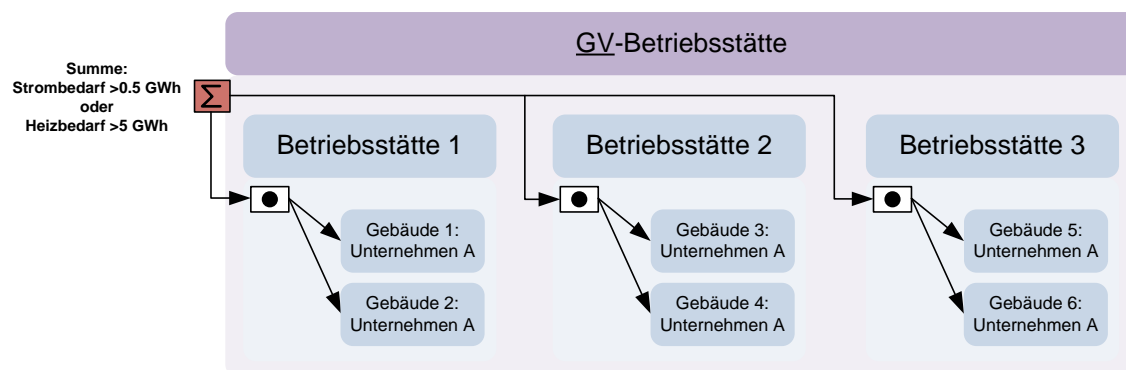 GV-Betriebsstätte
Summe:
Strombedarf >0.5 GWh
oder
Heizbedarf >5 GWh
Σ
Betriebsstätte 1
Betriebsstätte 2
Betriebsstätte 3
Gebäude 1:
Unternehmen A
Gebäude 3:
Unternehmen A
Gebäude 5:
Unternehmen A
Gebäude 2:
Unternehmen A
Gebäude 4:
Unternehmen A
Gebäude 6:
Unternehmen A